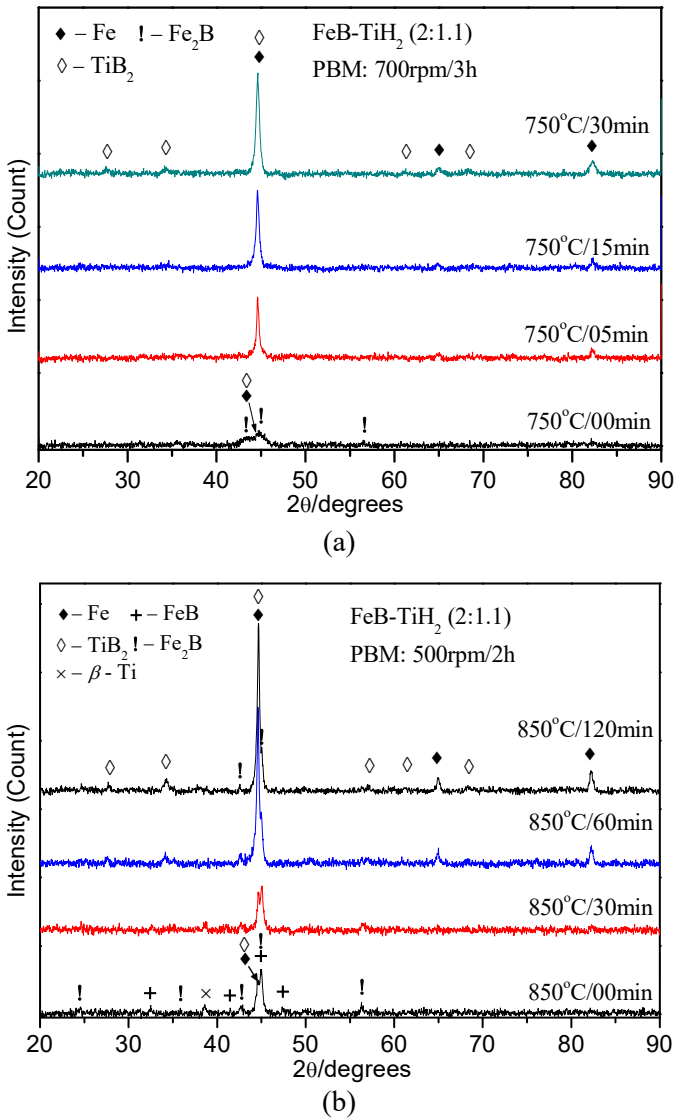 ◆ – Fe ! – Fe₂B
◇ – TiB₂
FeB-TiH₂ (2:1.1)
PBM: 700rpm/3h
750°C/30min
750°C/15min
750°C/05min
750°C/00min
Intensity (Count)
20 30 40 50 60 70 80 90
2θ/degrees
(a)
◆ – Fe + – FeB
◇ – TiB₂ ! – Fe₂B
× – β - Ti
FeB-TiH₂ (2:1.1)
PBM: 500rpm/2h
850°C/120min
850°C/60min
850°C/30min
850°C/00min
Intensity (Count)
20 30 40 50 60 70 80 90
2θ/degrees
(b)